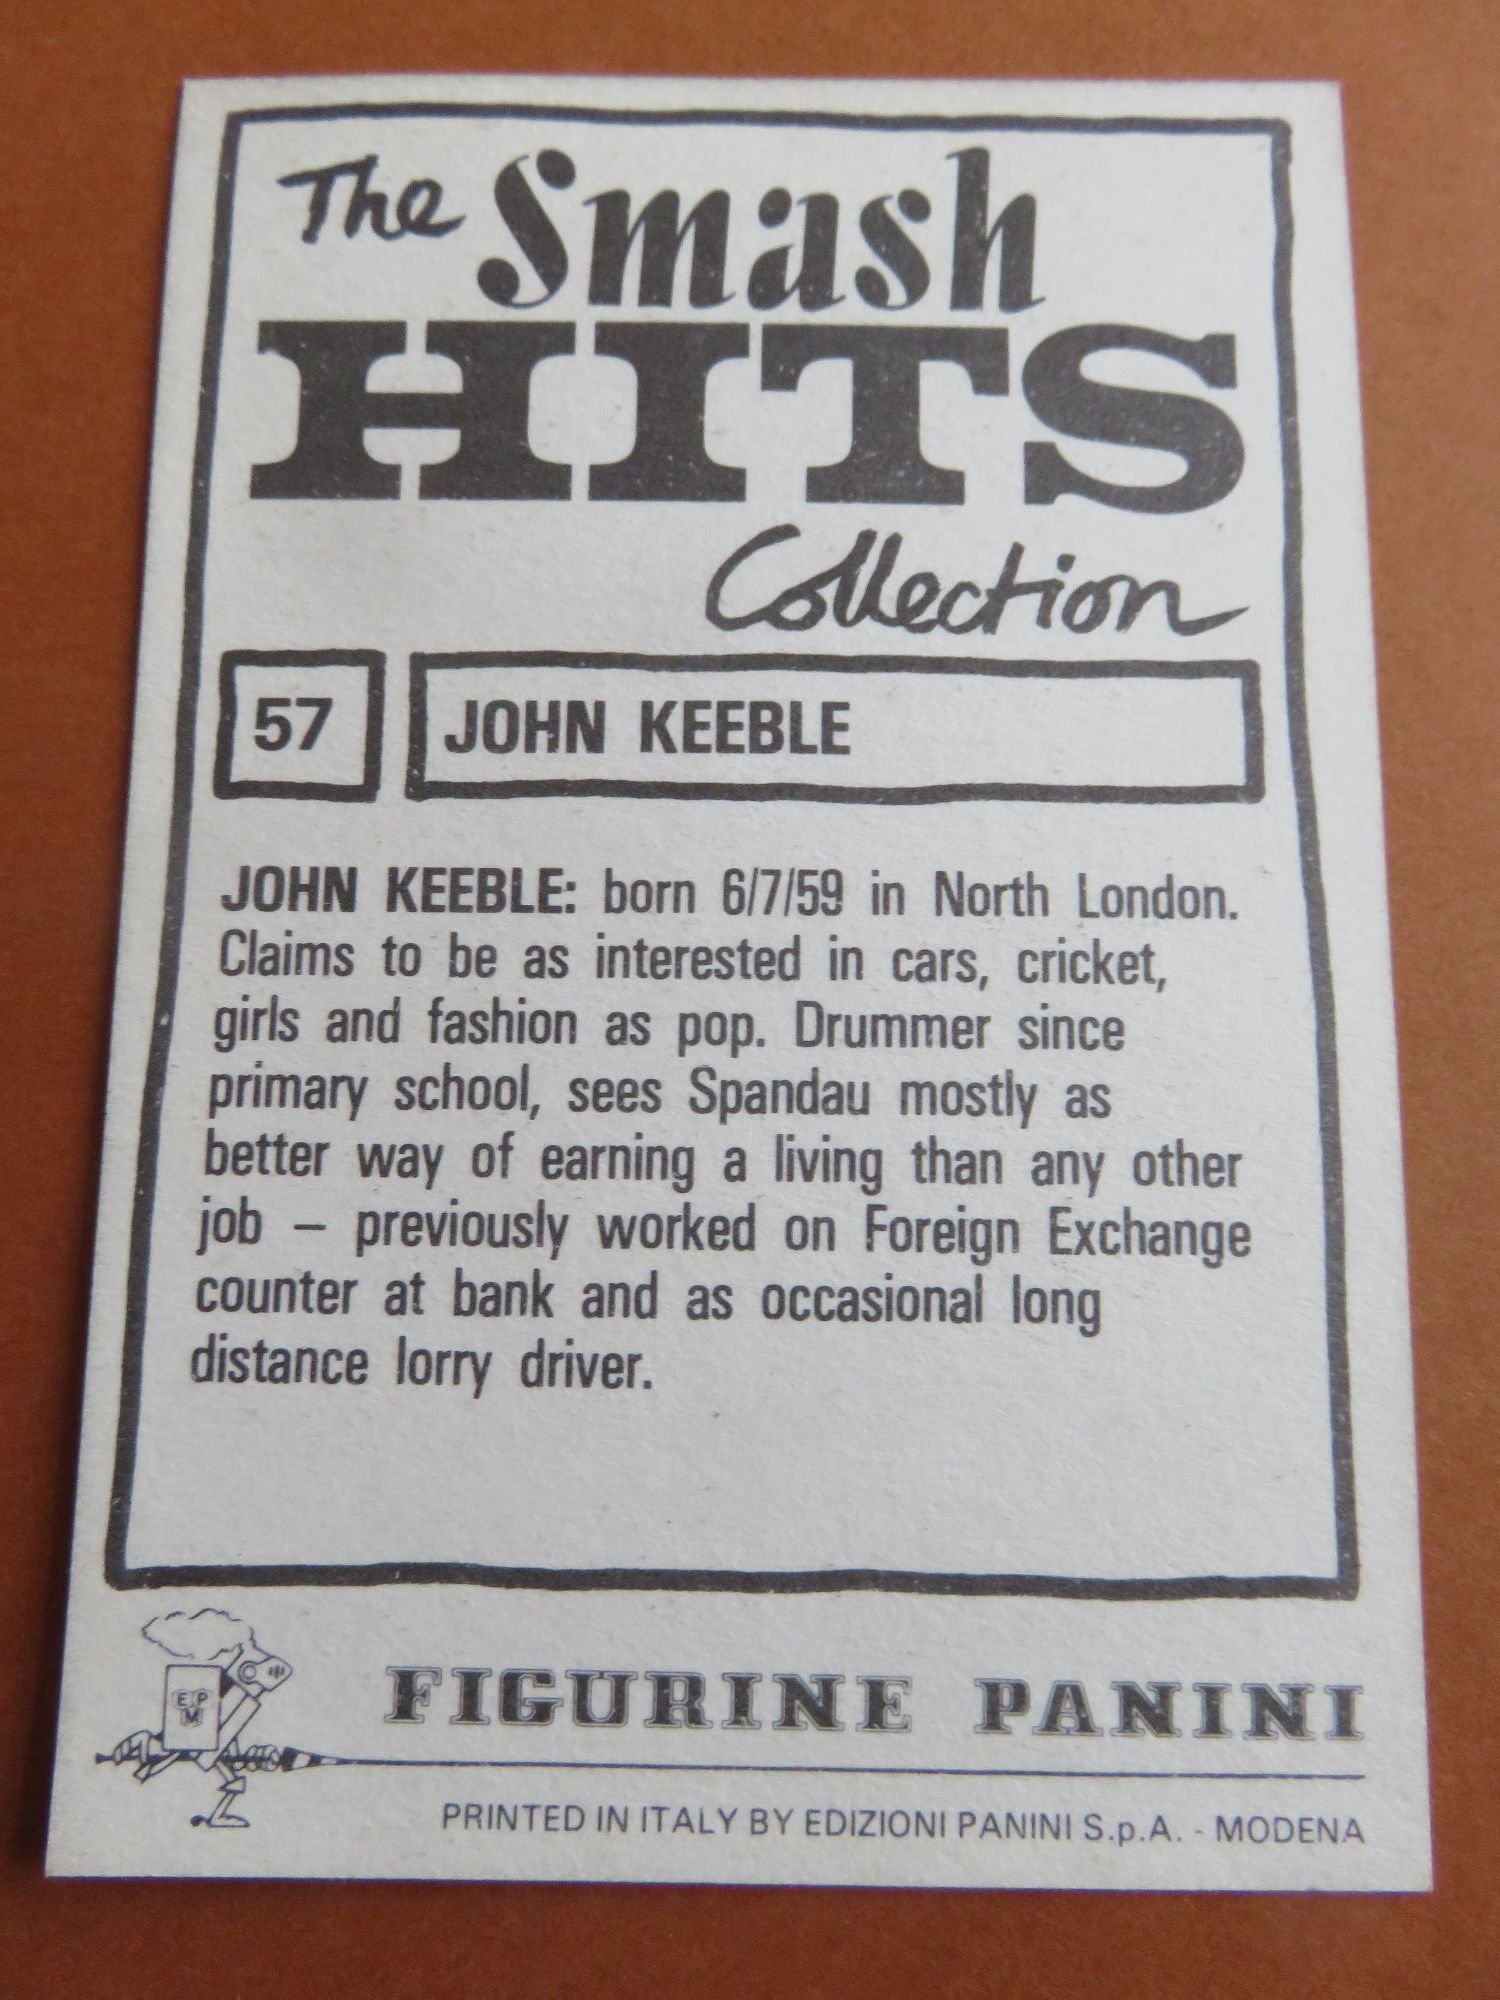 The Smash
HITS
Collection
57 JOHN KEEBLE
JOHN KEEBLE: born 6/7/59 in North London.
Claims to be as interested in cars, cricket,
girls and fashion as pop. Drummer since
primary school, sees Spandau mostly as
better way of earning a living than any other
job – previously worked on Foreign Exchange
counter at bank and as occasional long
distance lorry driver.
E P
M
FIGURINE PANINI
PRINTED IN ITALY BY EDIZIONI PANINI S.p.A. - MODENA